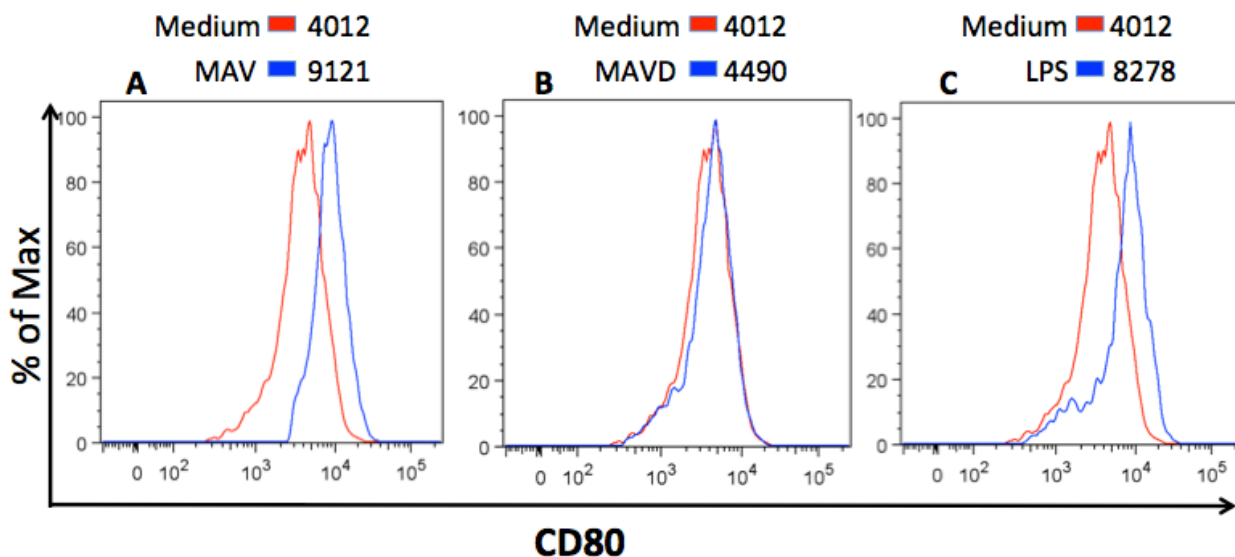 Medium 4012 Medium 4012 Medium 4012
A MAV 9121 B MAVD 4490 C LPS 8278
100 100 100
80 80 80
60 60 60
40 40 40
20 20 20
0 0 0
0 10² 10³ 10⁴ 10⁵ 0 10² 10³ 10⁴ 10⁵ 0 10² 10³ 10⁴ 10⁵
% of Max
CD80